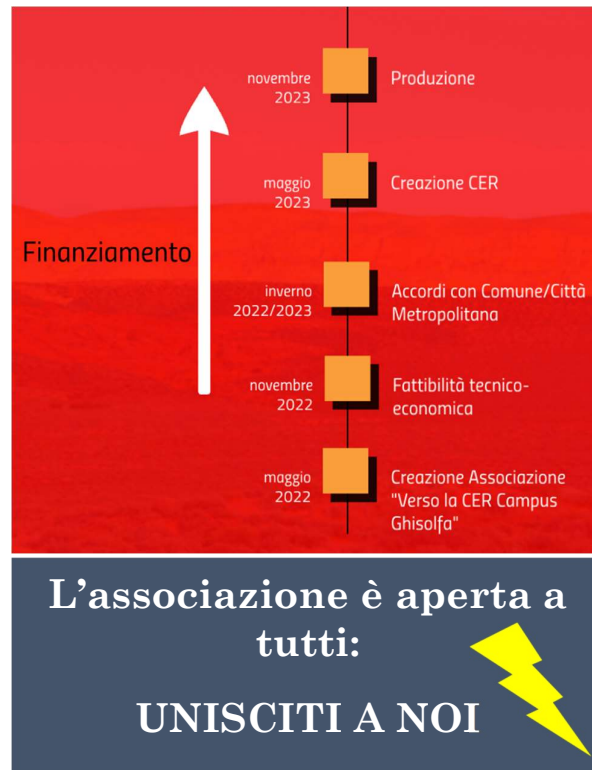 novembre
2023
Produzione
maggio
2023
Creazione CER
Finanziamento
inverno
2022/2023
Accordi con Comune/Città
Metropolitana
novembre
2022
Fattibilità tecnico-
economica
maggio
2022
Creazione Associazione
"Verso la CER Campus
Ghisolfa"
L'associazione è aperta a
tutti:
UNISCITI A NOI